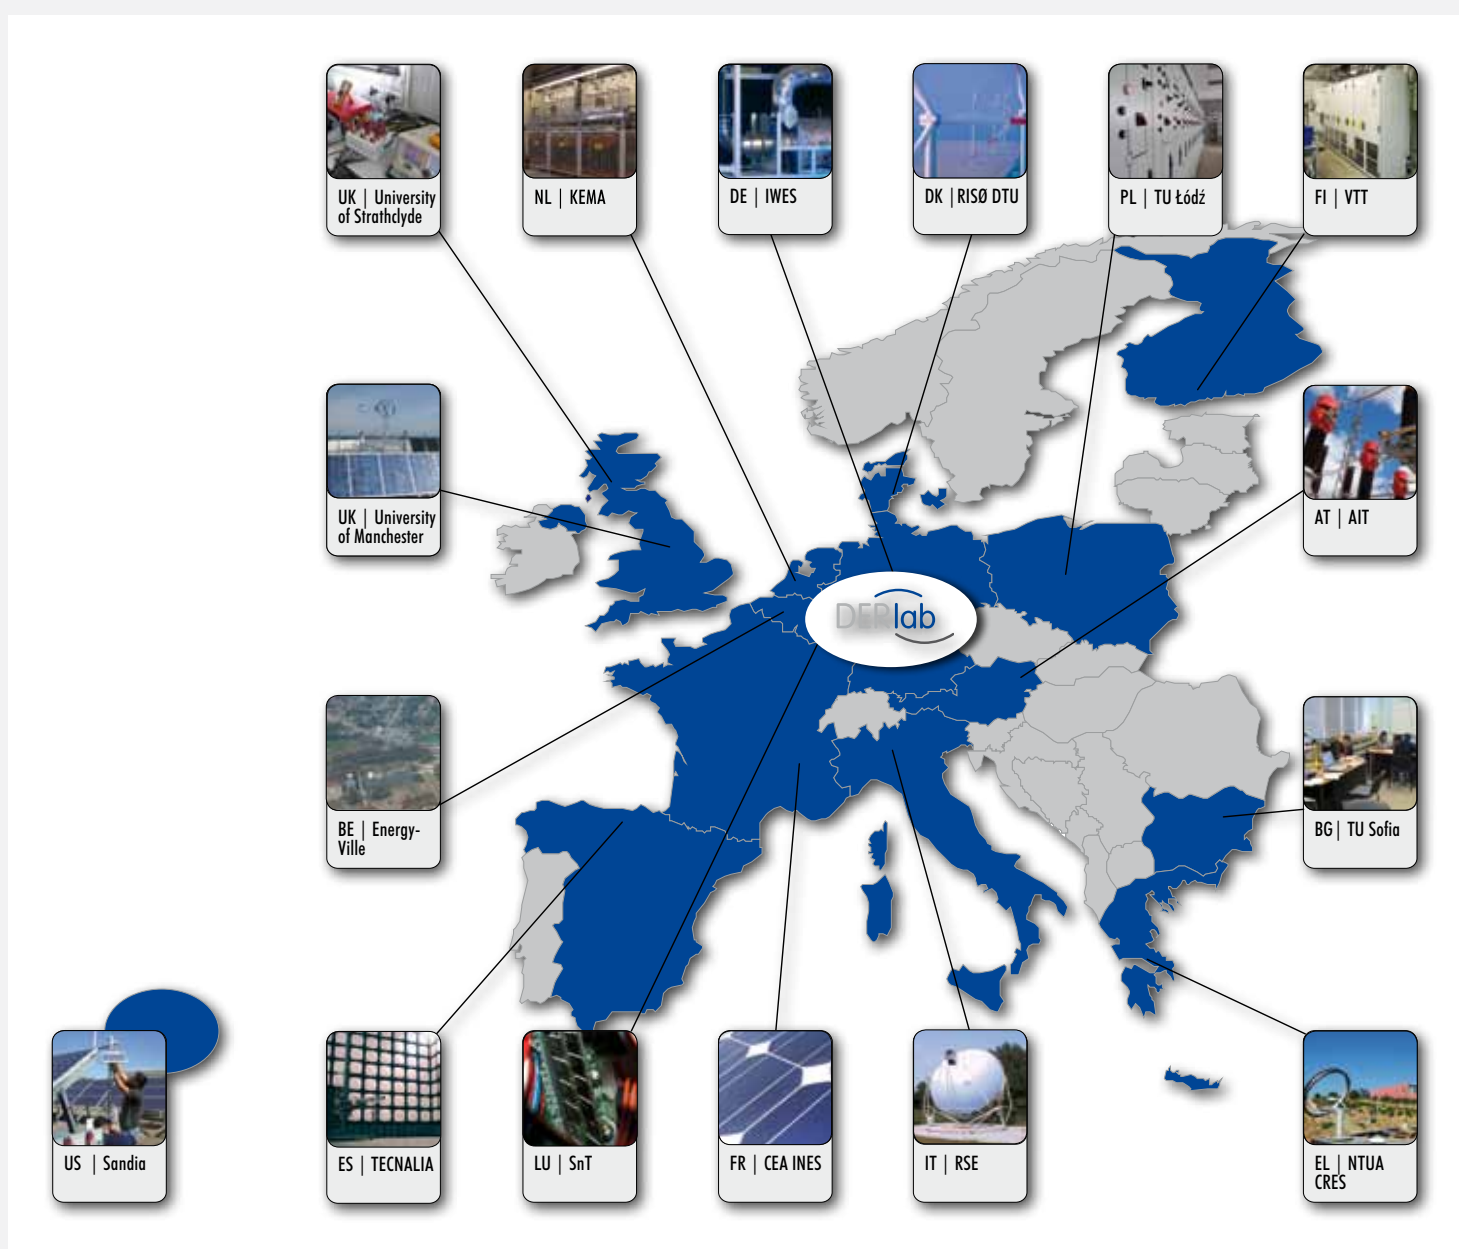 UK | University
of Strathclyde
NL | KEMA
DE | IWES
DK | RISØ DTU
PL | TU Łódź
FI | VTT
UK | University
of Manchester
AT | AIT
DERlab
BE | Energy-
Ville
BG | TU Sofia
US | Sandia
ES | TECNALIA
LU | SnT
FR | CEA INES
IT | RSE
EL | NTUA
CRES